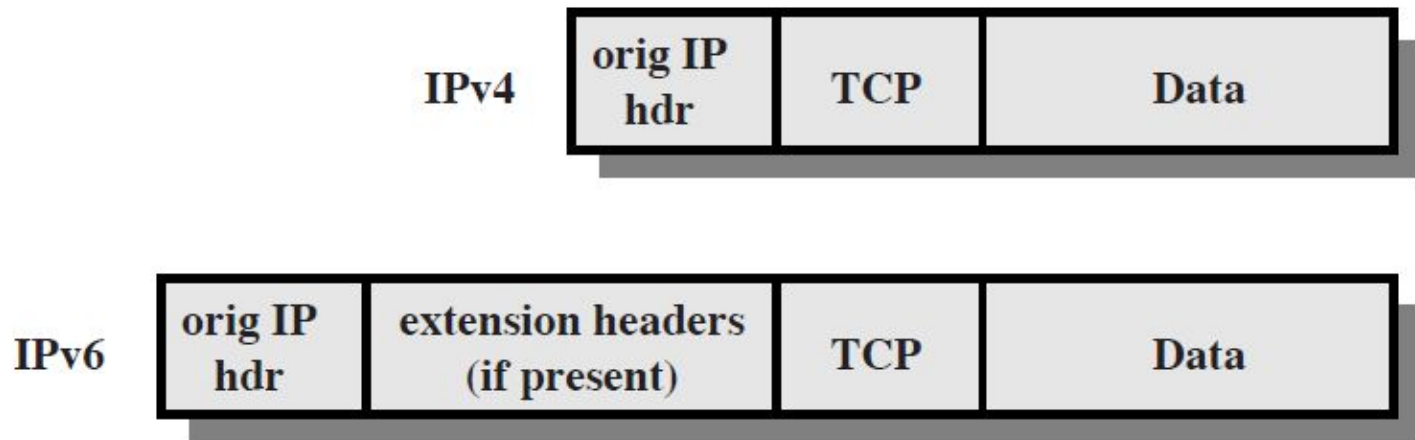 IPv4
orig IP
hdr
TCP
Data
IPv6
orig IP
hdr
extension headers
(if present)
TCP
Data